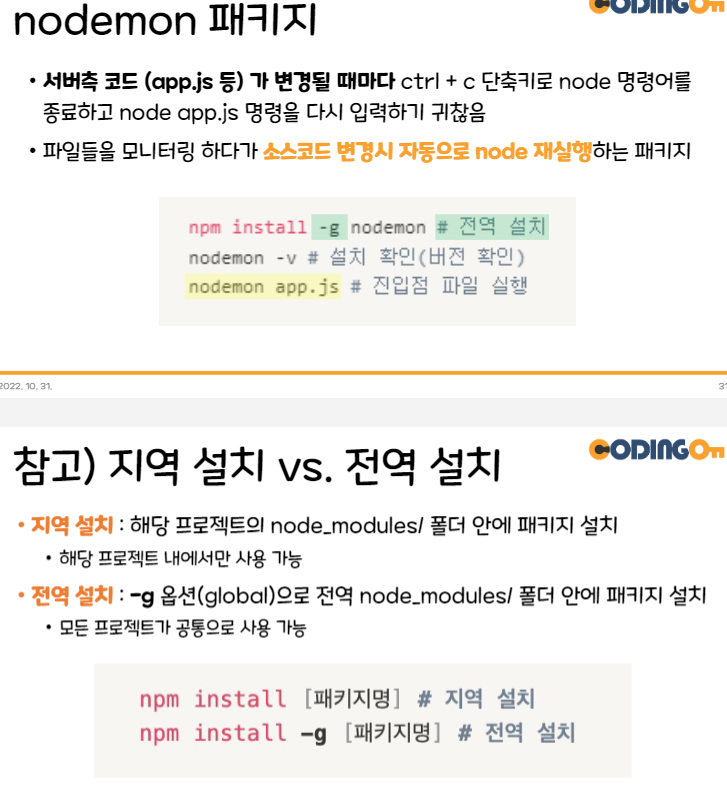 nodemon 패키지
CODINGOn
• 서버측 코드 (app.js 등) 가 변경될 때마다 ctrl + c 단축키로 node 명령어를
종료하고 node app.js 명령을 다시 입력하기 귀찮음
• 파일들을 모니터링 하다가 소스코드 변경시 자동으로 node 재실행하는 패키지
npm install -g nodemon # 전역 설치
nodemon -v # 설치 확인(버전 확인)
nodemon app.js # 진입점 파일 실행
2022. 10. 31.
31
참고) 지역 설치 vs. 전역 설치
CODINGOn
• 지역 설치 : 해당 프로젝트의 node_modules/ 폴더 안에 패키지 설치
• 해당 프로젝트 내에서만 사용 가능
• 전역 설치 : -g 옵션(global)으로 전역 node_modules/ 폴더 안에 패키지 설치
• 모든 프로젝트가 공통으로 사용 가능
npm install [패키지명] # 지역 설치
npm install -g [패키지명] # 전역 설치